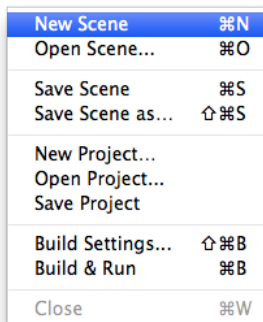 New Scene ⌘N
Open Scene... ⌘O
Save Scene ⌘S
Save Scene as... ⇧⌘S
New Project...
Open Project...
Save Project
Build Settings... ⇧⌘B
Build & Run ⌘B
Close ⌘W